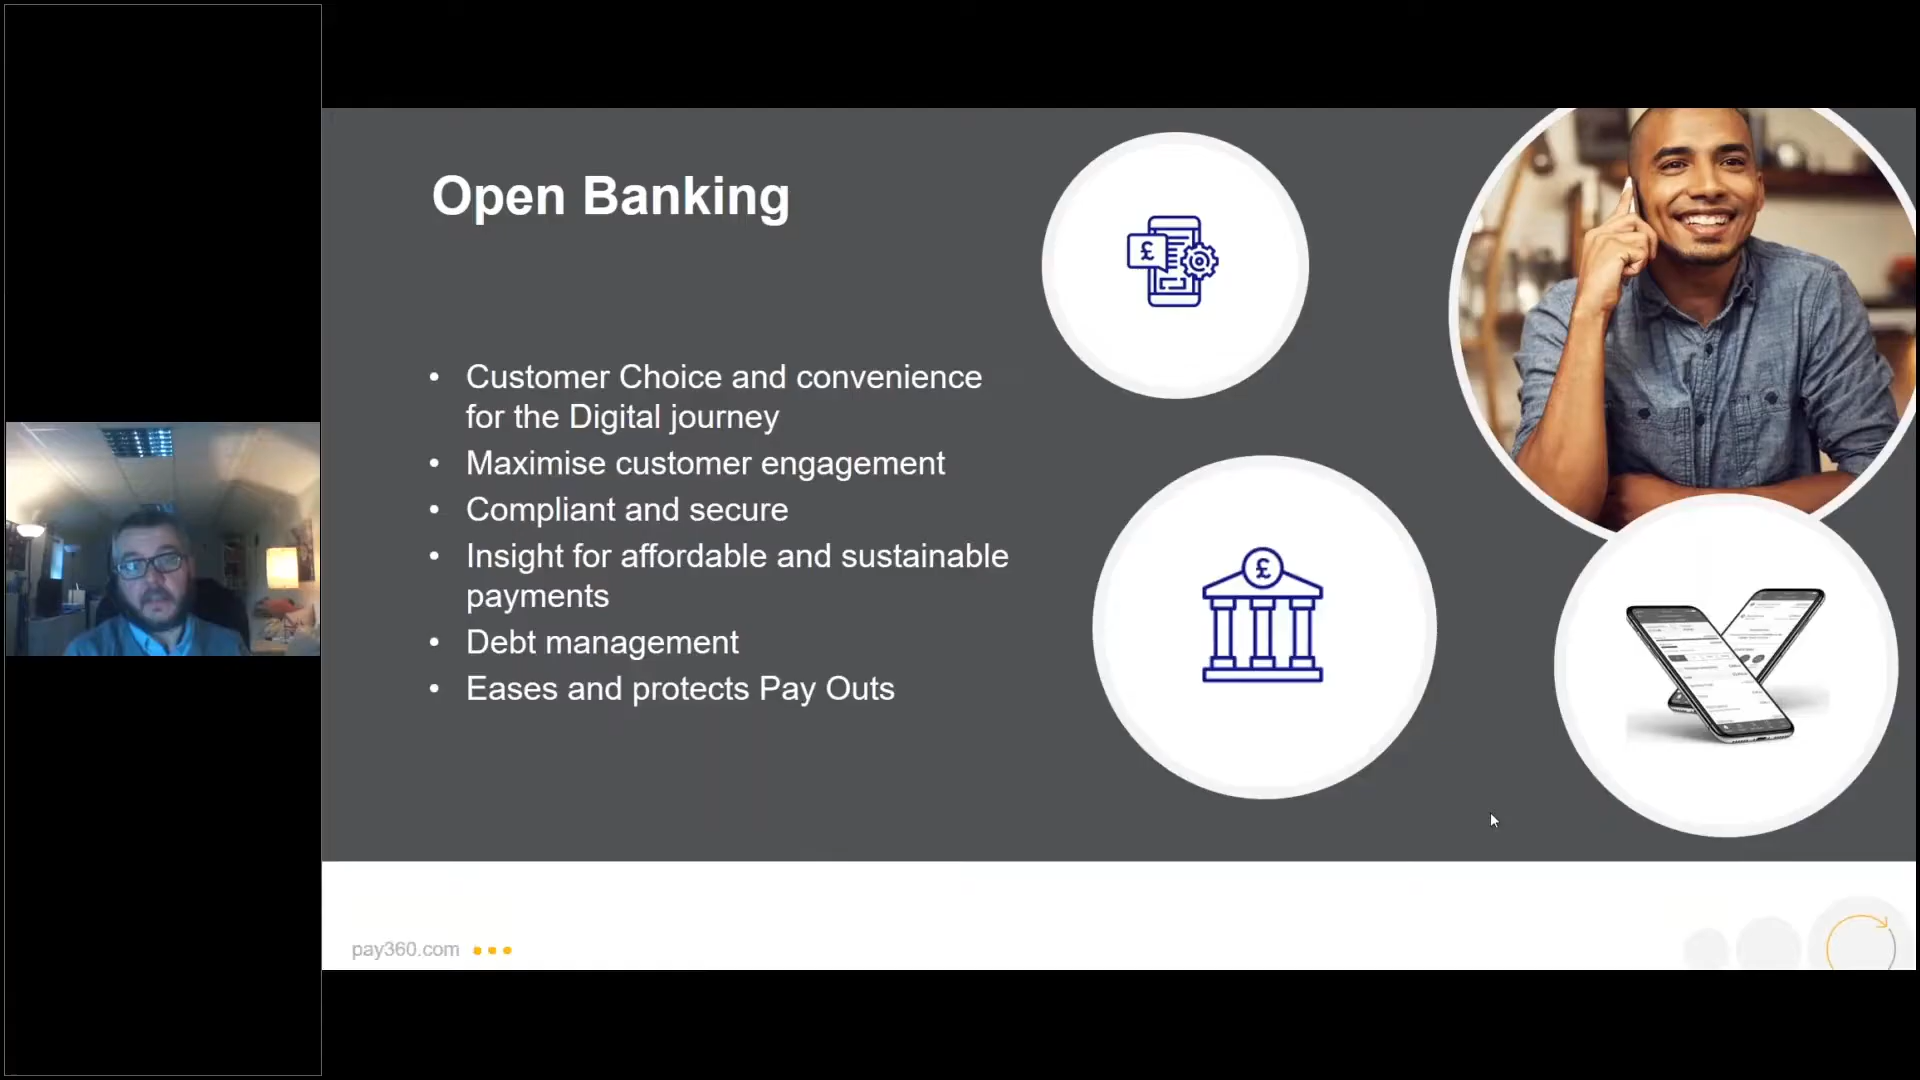 Open Banking
£
• Customer Choice and convenience
for the Digital journey
• Maximise customer engagement
• Compliant and secure
• Insight for affordable and sustainable
payments
• Debt management
• Eases and protects Pay Outs
£
pay360.com